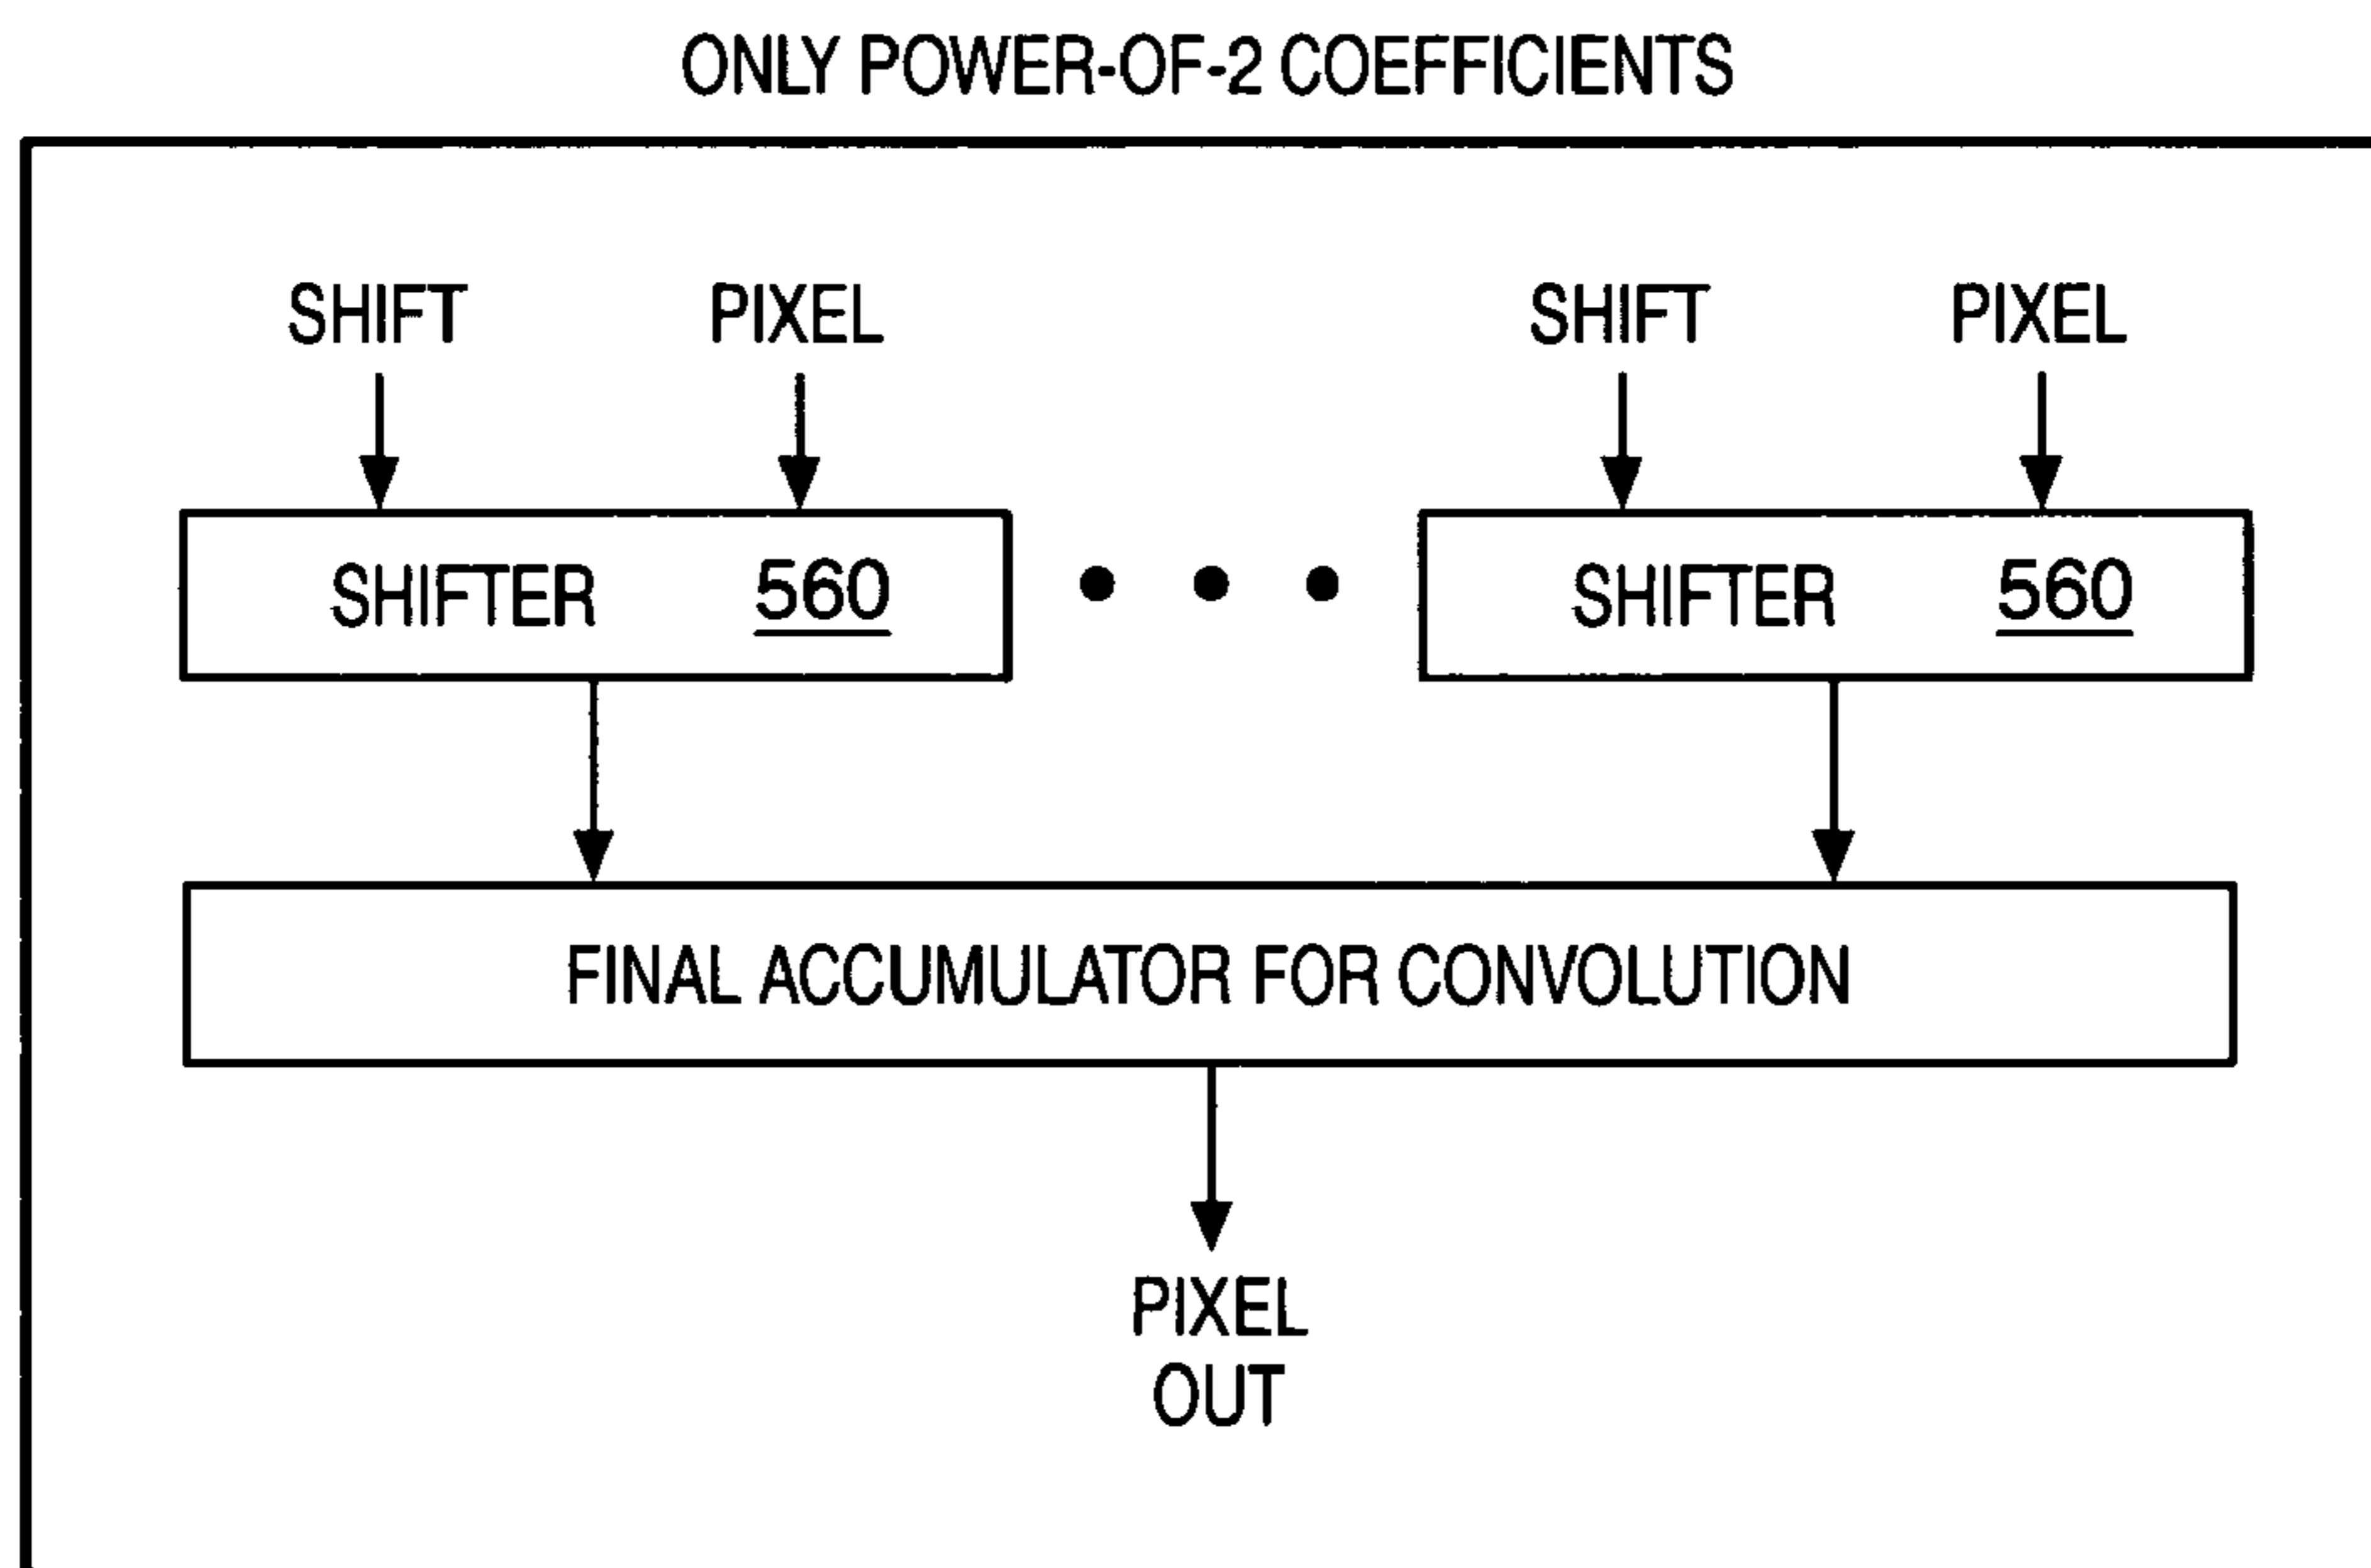 ONLY POWER-OF-2 COEFFICIENTS
SHIFT PIXEL SHIFT PIXEL
SHIFTER 560 SHIFTER 560
FINAL ACCUMULATOR FOR CONVOLUTION
PIXEL
OUT